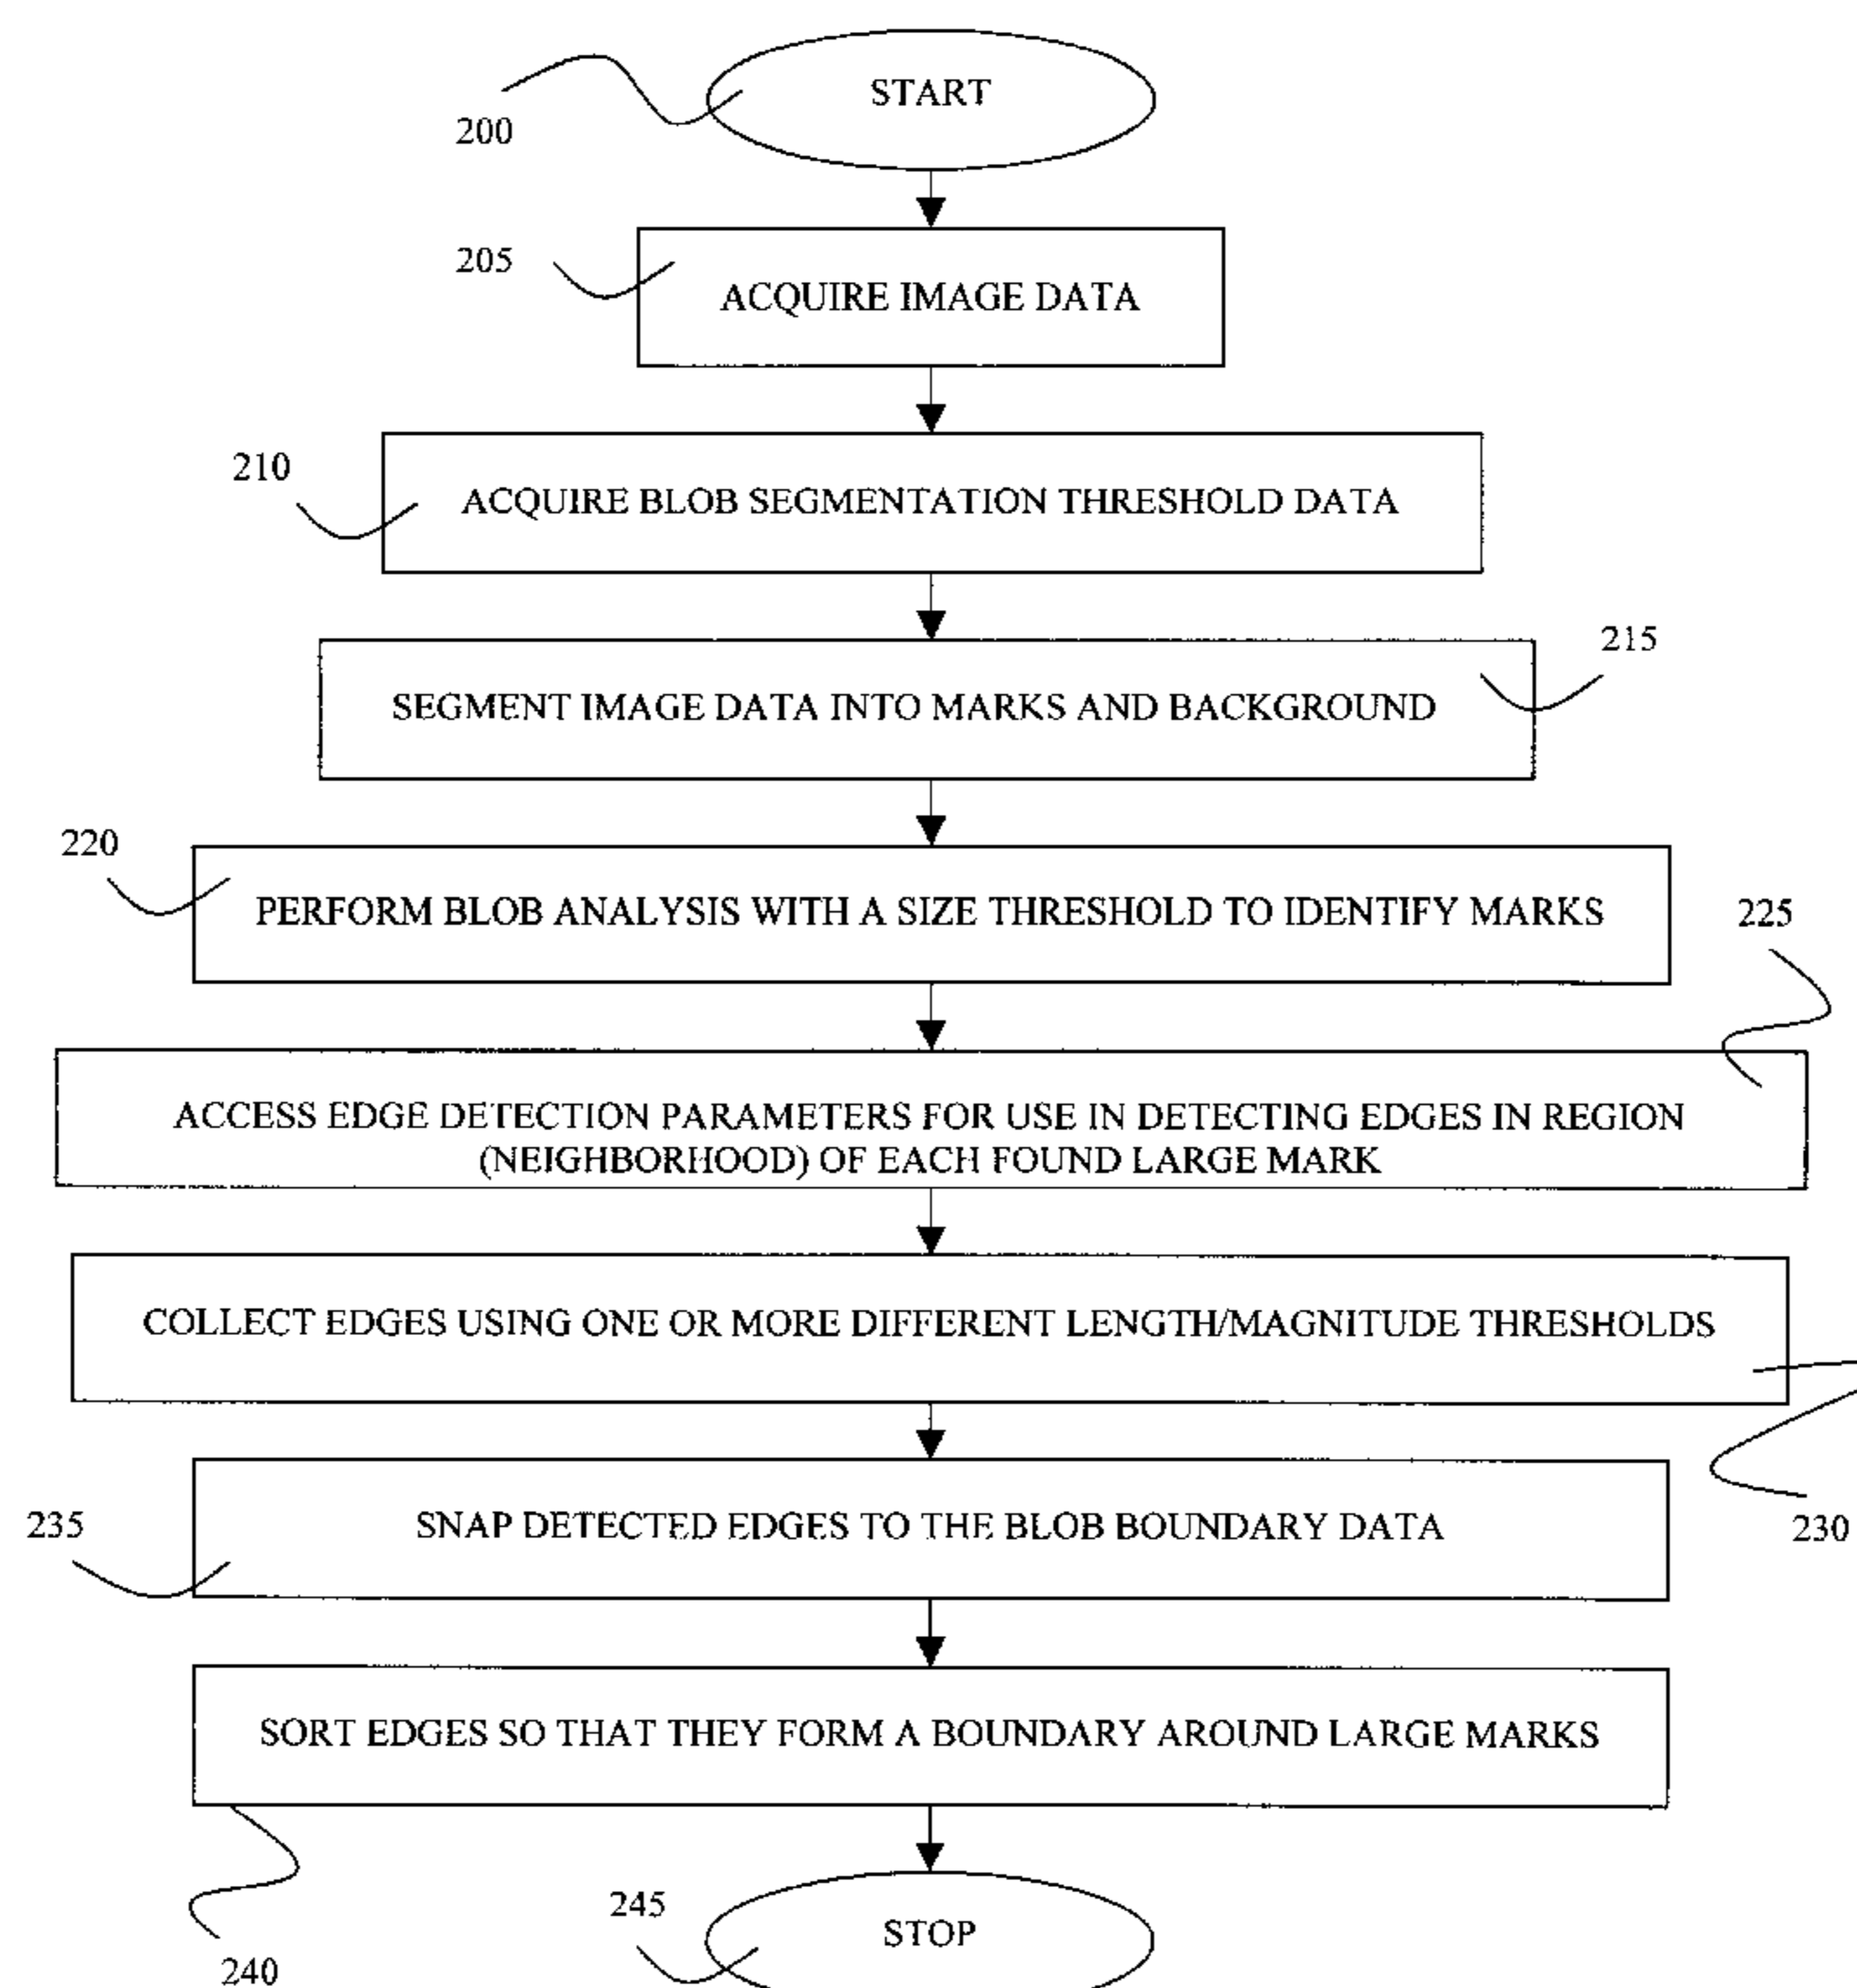 START
200
205
ACQUIRE IMAGE DATA
210
ACQUIRE BLOB SEGMENTATION THRESHOLD DATA
215
SEGMENT IMAGE DATA INTO MARKS AND BACKGROUND
220
PERFORM BLOB ANALYSIS WITH A SIZE THRESHOLD TO IDENTIFY MARKS
225
ACCESS EDGE DETECTION PARAMETERS FOR USE IN DETECTING EDGES IN REGION
(NEIGHBORHOOD) OF EACH FOUND LARGE MARK
COLLECT EDGES USING ONE OR MORE DIFFERENT LENGTH/MAGNITUDE THRESHOLDS
230
235
SNAP DETECTED EDGES TO THE BLOB BOUNDARY DATA
SORT EDGES SO THAT THEY FORM A BOUNDARY AROUND LARGE MARKS
240
245
STOP